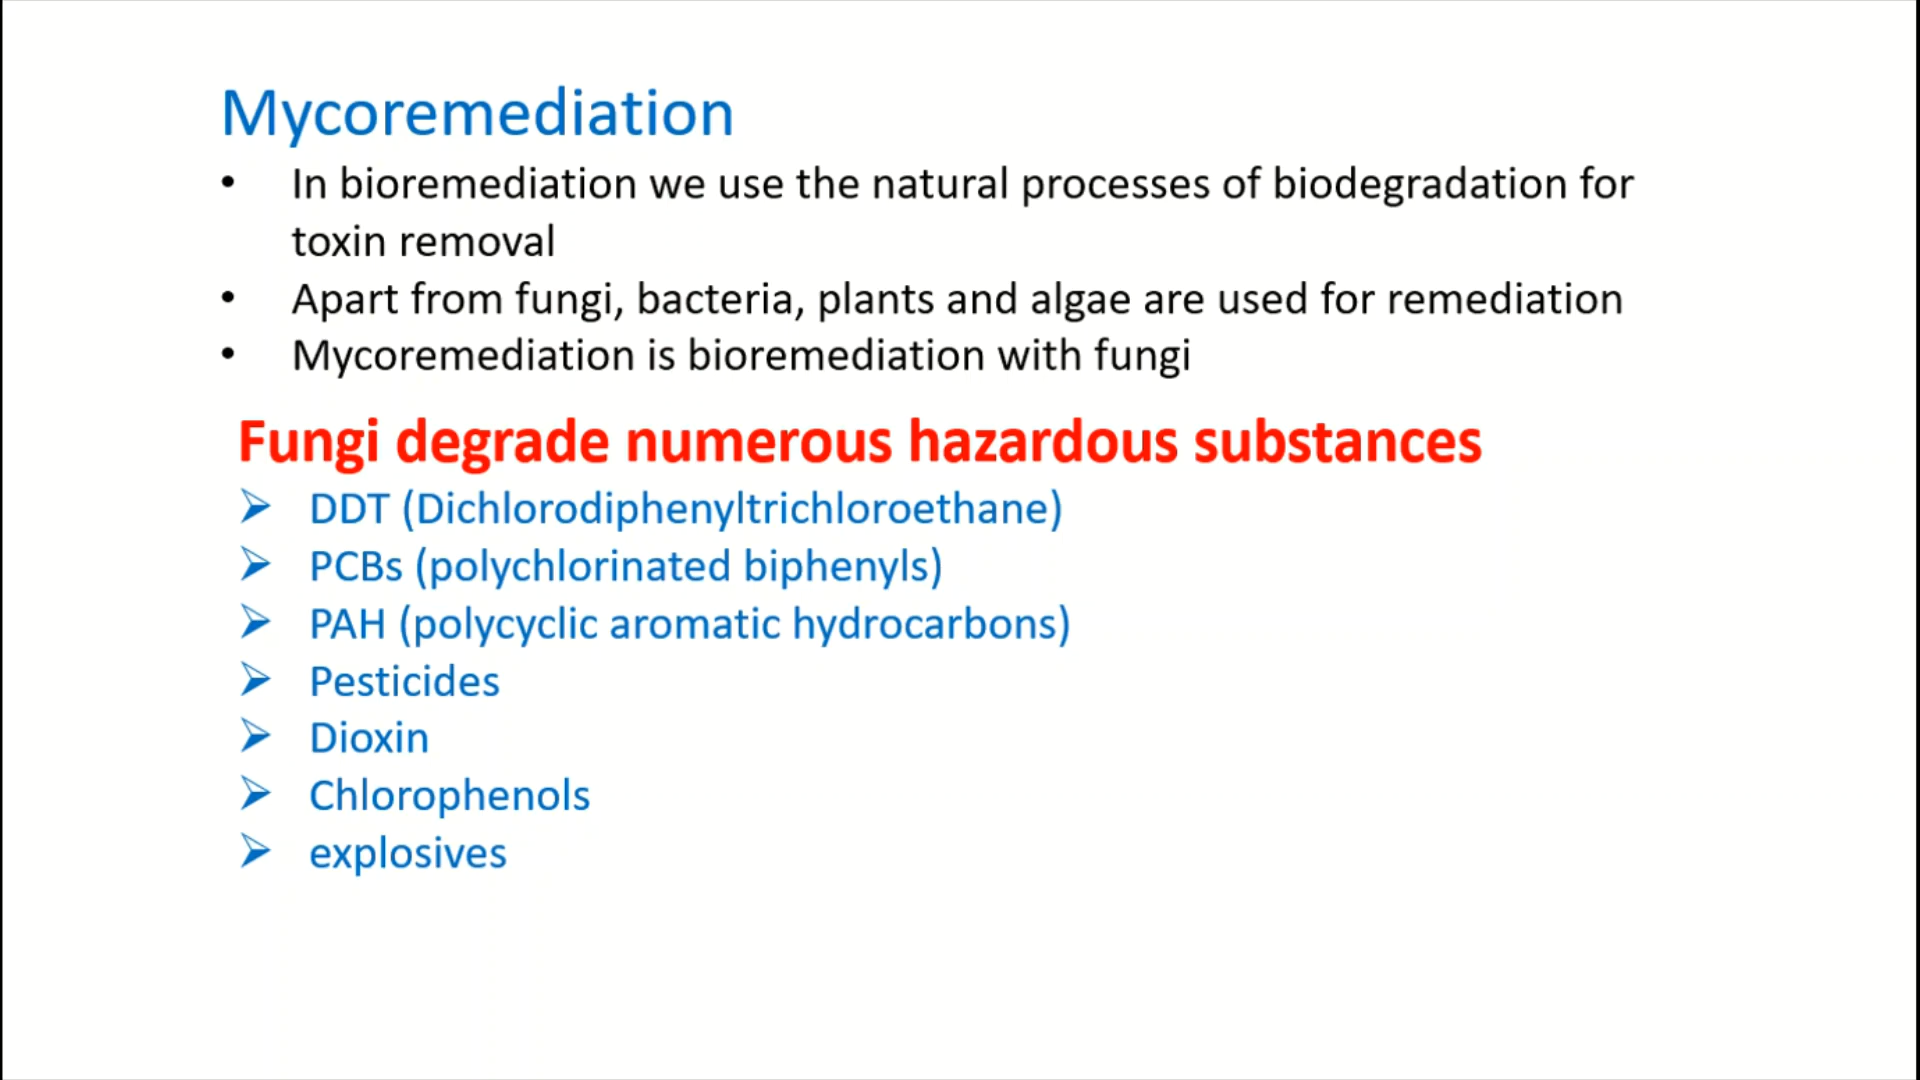 Mycoremediation
• In bioremediation we use the natural processes of biodegradation for
toxin removal
• Apart from fungi, bacteria, plants and algae are used for remediation
• Mycoremediation is bioremediation with fungi
Fungi degrade numerous hazardous substances
➢ DDT (Dichlorodiphenyltrichloroethane)
➢ PCBs (polychlorinated biphenyls)
➢ PAH (polycyclic aromatic hydrocarbons)
➢ Pesticides
➢ Dioxin
➢ Chlorophenols
➢ explosives